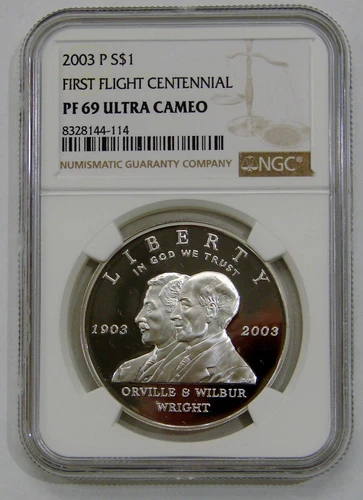 2003 P S$1
FIRST FLIGHT CENTENNIAL
PF 69 ULTRA CAMEO
8328144-114
NUMISMATIC GUARANTY COMPANY
NGC®
LIBERTY
IN GOD WE TRUST
1903 2003
ORVILLE & WILBUR
WRIGHT